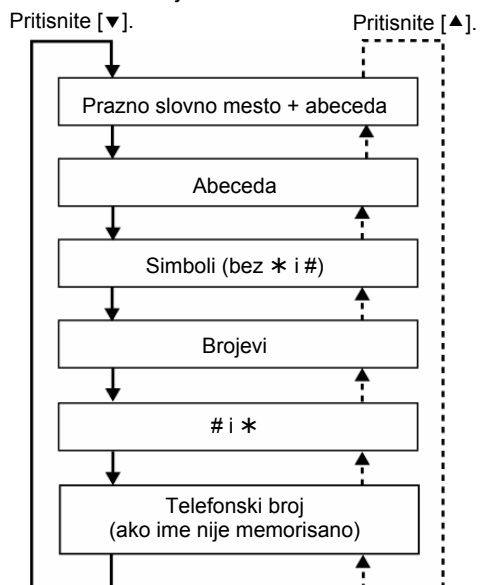 Pritisnite [▼].
Pritisnite [▲].
Prazno slovno mesto + abeceda
Abeceda
Simboli (bez ∗ i #)
Brojevi
# i ∗
Telefonski broj
(ako ime nije memorisano)